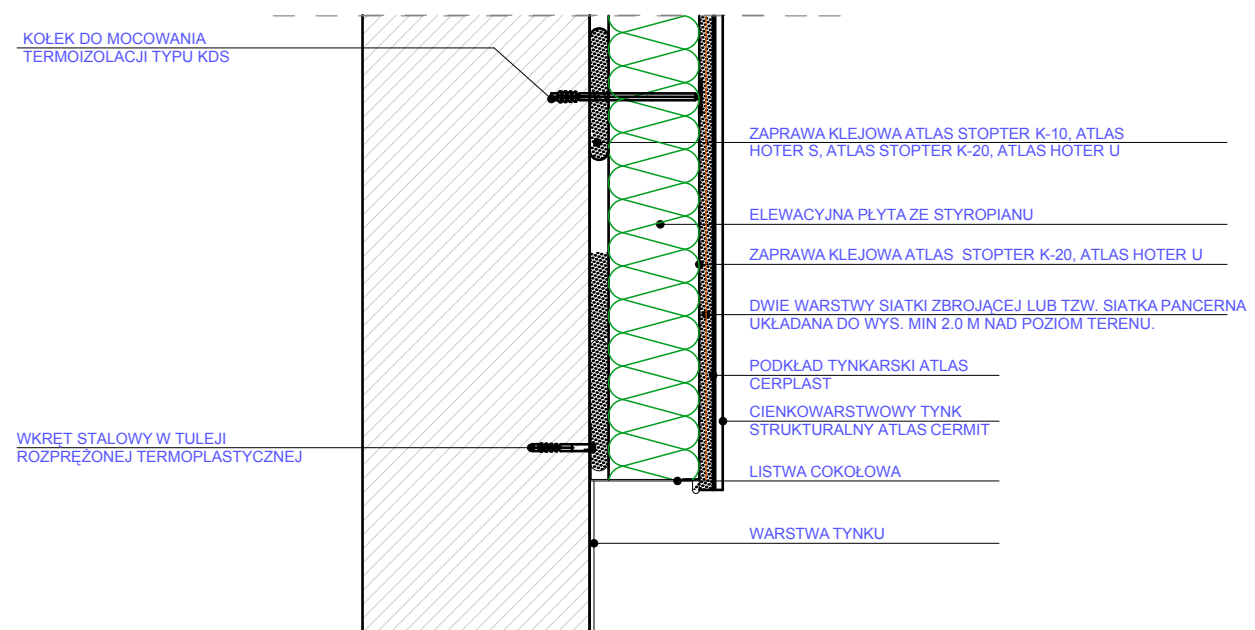 KOŁEK DO MOCOWANIA
TERMOIZOLACJI TYPU KDS
ZAPRAWA KLEJOWA ATLAS STOPTER K-10, ATLAS
HOTER S, ATLAS STOPTER K-20, ATLAS HOTER U
ELEWACYJNA PŁYTA ZE STYROPIANU
ZAPRAWA KLEJOWA ATLAS STOPTER K-20, ATLAS HOTER U
DWIE WARSTWY SIATKI ZBROJĄCEJ LUB TZW. SIATKA PANCERNA
UKŁADANA DO WYS. MIN 2.0 M NAD POZIOM TERENU.
PODKŁAD TYNKARSKI ATLAS
CERPLAST
CIENKOWARSTWOWY TYNK
STRUKTURALNY ATLAS CERMIT
WKRĘT STALOWY W TULEJI
ROZPRĘŻONEJ TERMOPLASTYCZNEJ
LISTWA COKOŁOWA
WARSTWA TYNKU